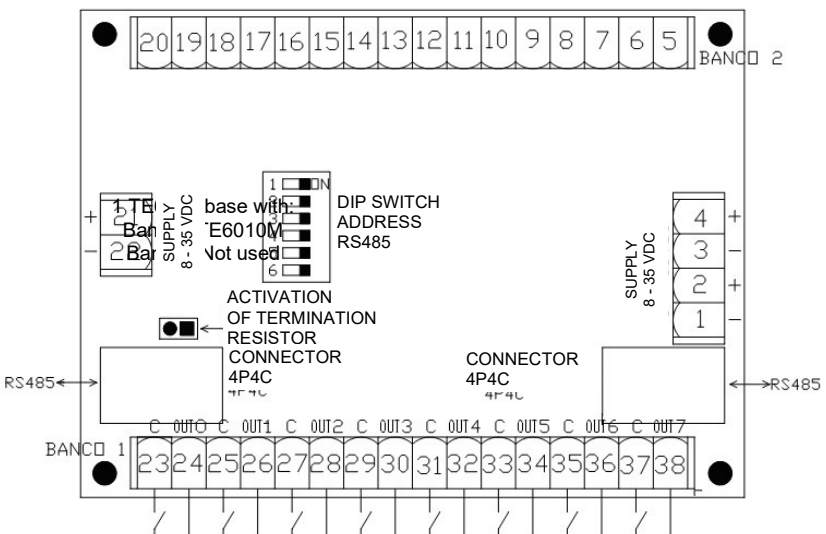 20 19 18 17 16 15 14 13 12 11 10 9 8 7 6 5
BANCO 2
1 ON
2
3
4
5
6
DIP SWITCH
ADDRESS
RS485
base with:
TE6010M
Not used
+
-
SUPPLY
8 - 35 VDC
SUPPLY
8 - 35 VDC
4 +
3 -
2 +
1 -
ACTIVATION
OF TERMINATION
RESISTOR
CONNECTOR
4P4C
CONNECTOR
4P4C
RS485
RS485
C OUT0 C OUT1 C OUT2 C OUT3 C OUT4 C OUT5 C OUT6 C OUT7
BANCO 1
23 24 25 26 27 28 29 30 31 32 33 34 35 36 37 38